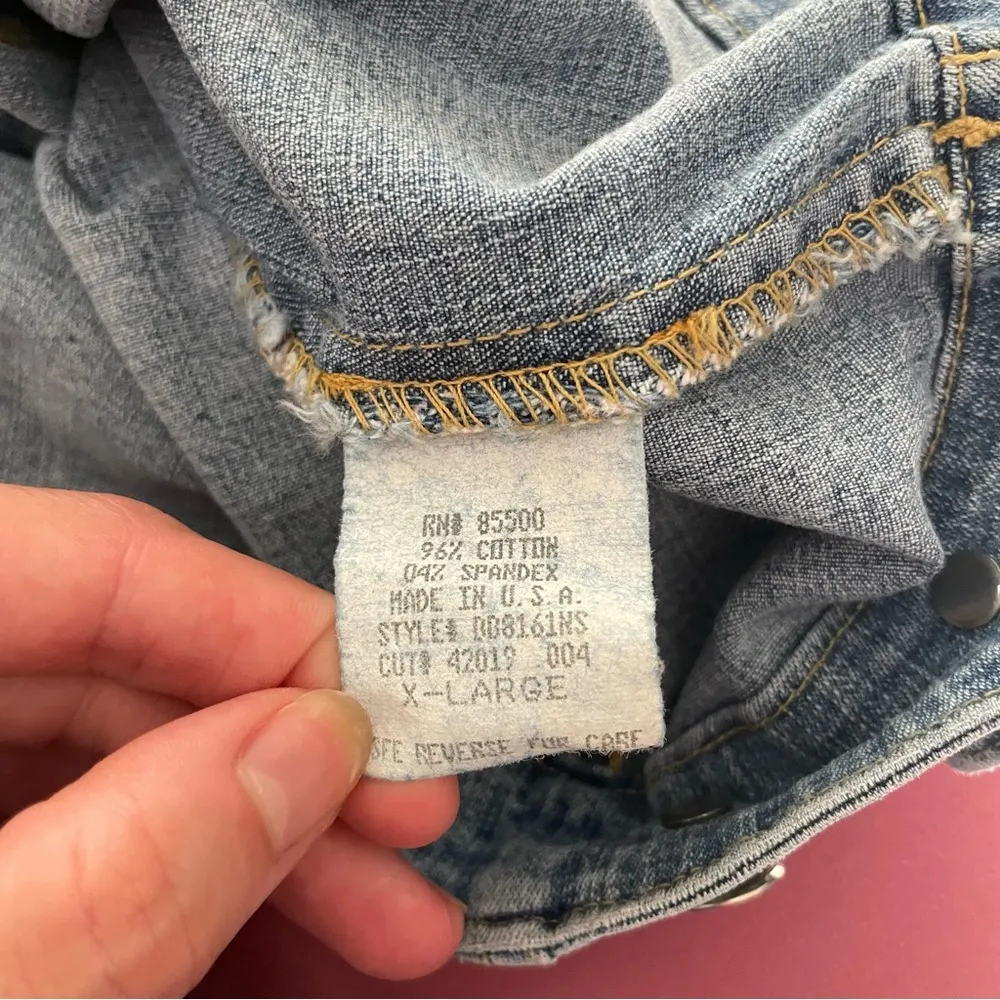 RN# 85500
96% COTTON
04% SPANDEX
MADE IN U.S.A.
STYLE# DD8161NS
CUT# 42019 004
X-LARGE
SEE REVERSE FOR CARE